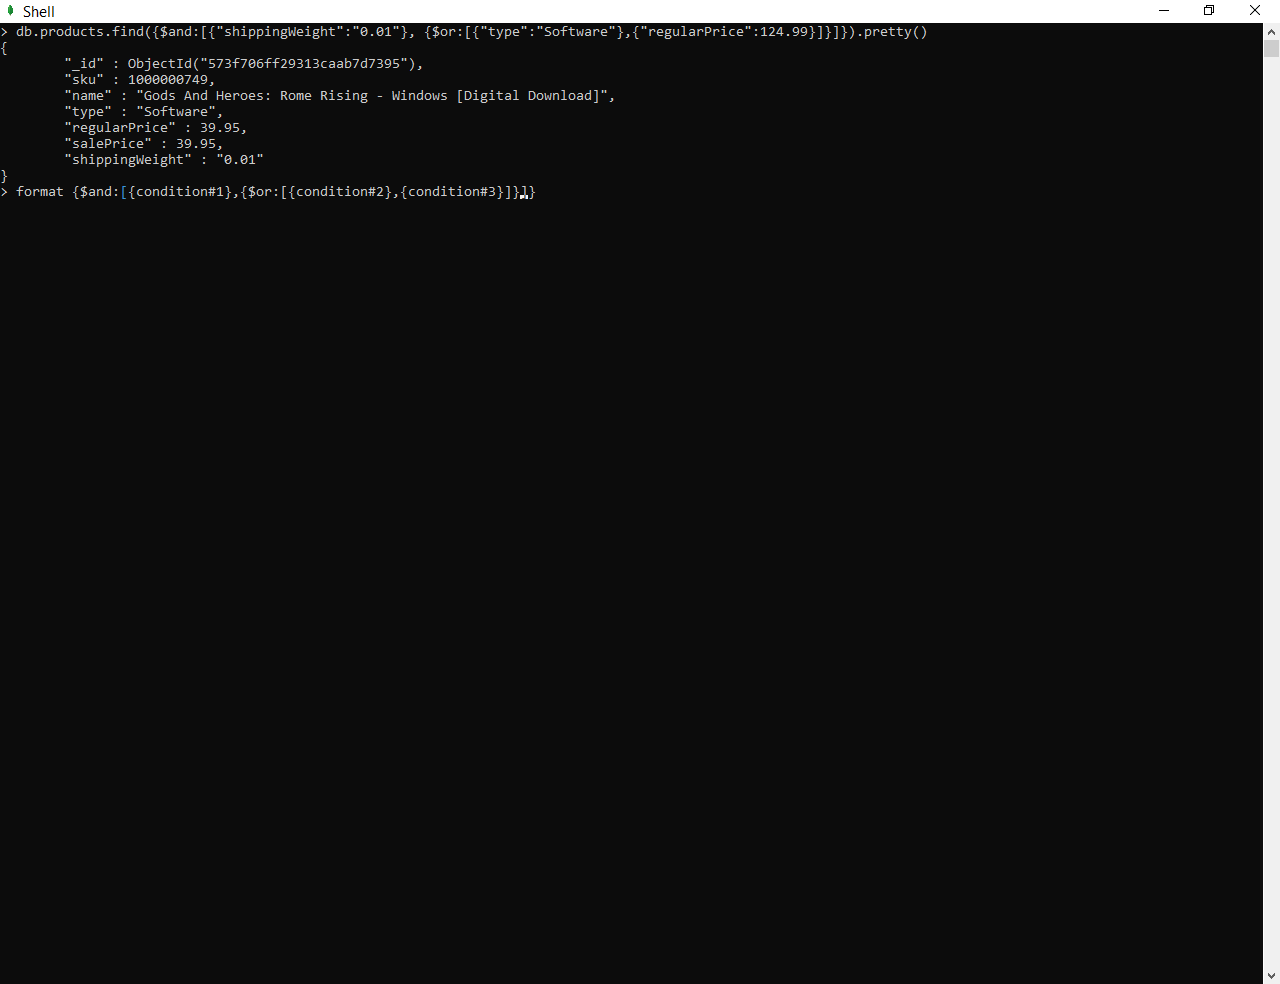 Shell
> db.products.find({$and:[{"shippingWeight":"0.01"}, {$or:[{"type":"Software"},{"regularPrice":124.99}]}]}).pretty()
{
        "_id" : ObjectId("573f706ff29313caab7d7395"),
        "sku" : 1000000749,
        "name" : "Gods And Heroes: Rome Rising - Windows [Digital Download]",
        "type" : "Software",
        "regularPrice" : 39.95,
        "salePrice" : 39.95,
        "shippingWeight" : "0.01"
}
> format {$and:[{condition#1},{$or:[{condition#2},{condition#3}]}]}